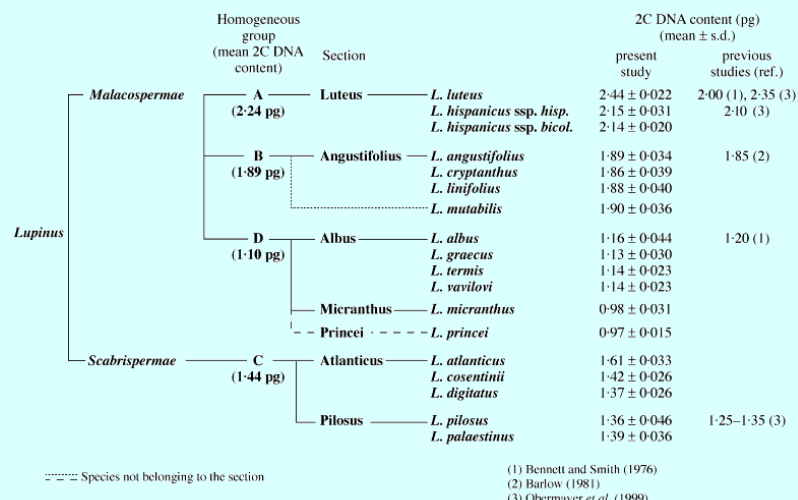 Homogeneous
group
(mean 2C DNA
content)
Section
2C DNA content (pg)
(mean ± s.d.)
present
study
previous
studies (ref.)
Malacospermae A Luteus L. luteus 2·44 ± 0·022 2·00 (1), 2·35 (3)
(2·24 pg) L. hispanicus ssp. hisp. 2·15 ± 0·031 2·10 (3)
L. hispanicus ssp. bicol. 2·14 ± 0·020
B Angustifolius L. angustifolius 1·89 ± 0·034 1·85 (2)
(1·89 pg) L. cryptanthus 1·86 ± 0·039
L. linifolius 1·88 ± 0·040
L. mutabilis 1·90 ± 0·036
Lupinus
D Albus L. albus 1·16 ± 0·044 1·20 (1)
(1·10 pg) L. graecus 1·13 ± 0·030
L. termis 1·14 ± 0·023
L. vavilovi 1·14 ± 0·023
Micranthus L. micranthus 0·98 ± 0·031
Princei L. princei 0·97 ± 0·015
Scabrispermae C Atlanticus L. atlanticus 1·61 ± 0·033
(1·44 pg) L. cosentinii 1·42 ± 0·026
L. digitatus 1·37 ± 0·026
Pilosus L. pilosus 1·36 ± 0·046 1·25–1·35 (3)
L. palaestinus 1·39 ± 0·036
Species not belonging to the section
(1) Bennett and Smith (1976)
(2) Barlow (1981)
(3) Obermayer et al. (1999)